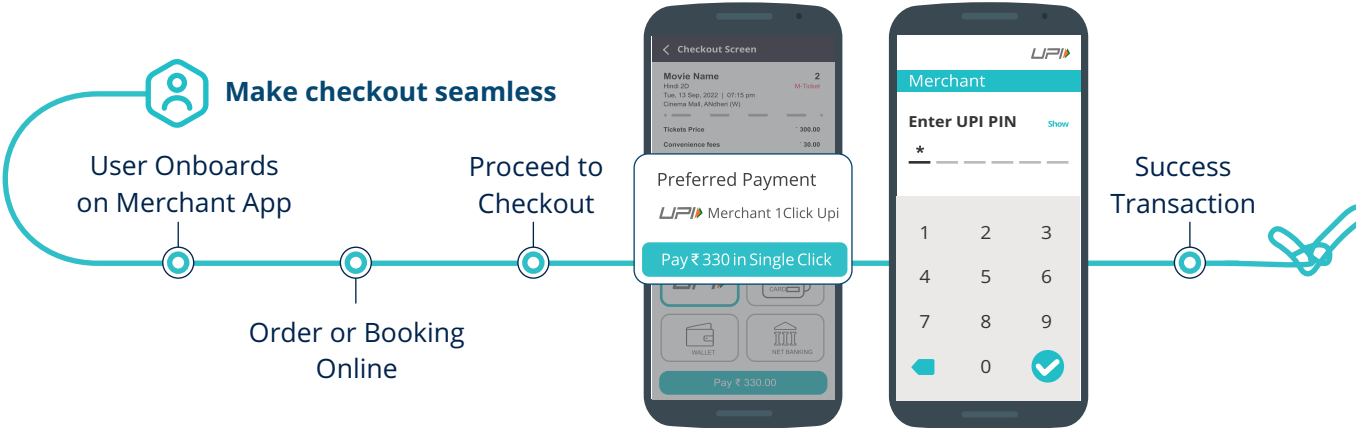 Make checkout seamless
User Onboards
on Merchant App
Order or Booking
Online
Proceed to
Checkout
Checkout Screen
Movie Name 2
Hindi 2D M-Ticket
Tue, 13 Sep, 2022 | 07:15 pm
Cinema Mall, ANdheri (W)
Tickets Price ` 300.00
Convenience fees ` 30.00
Preferred Payment
UPI Merchant 1Click Upi
Pay ₹ 330 in Single Click
UPI
CARD
WALLET NET BANKING
Pay ₹ 330.00
UPI
Merchant
Enter UPI PIN Show
*
1 2 3
4 5 6
7 8 9
0
Success
Transaction